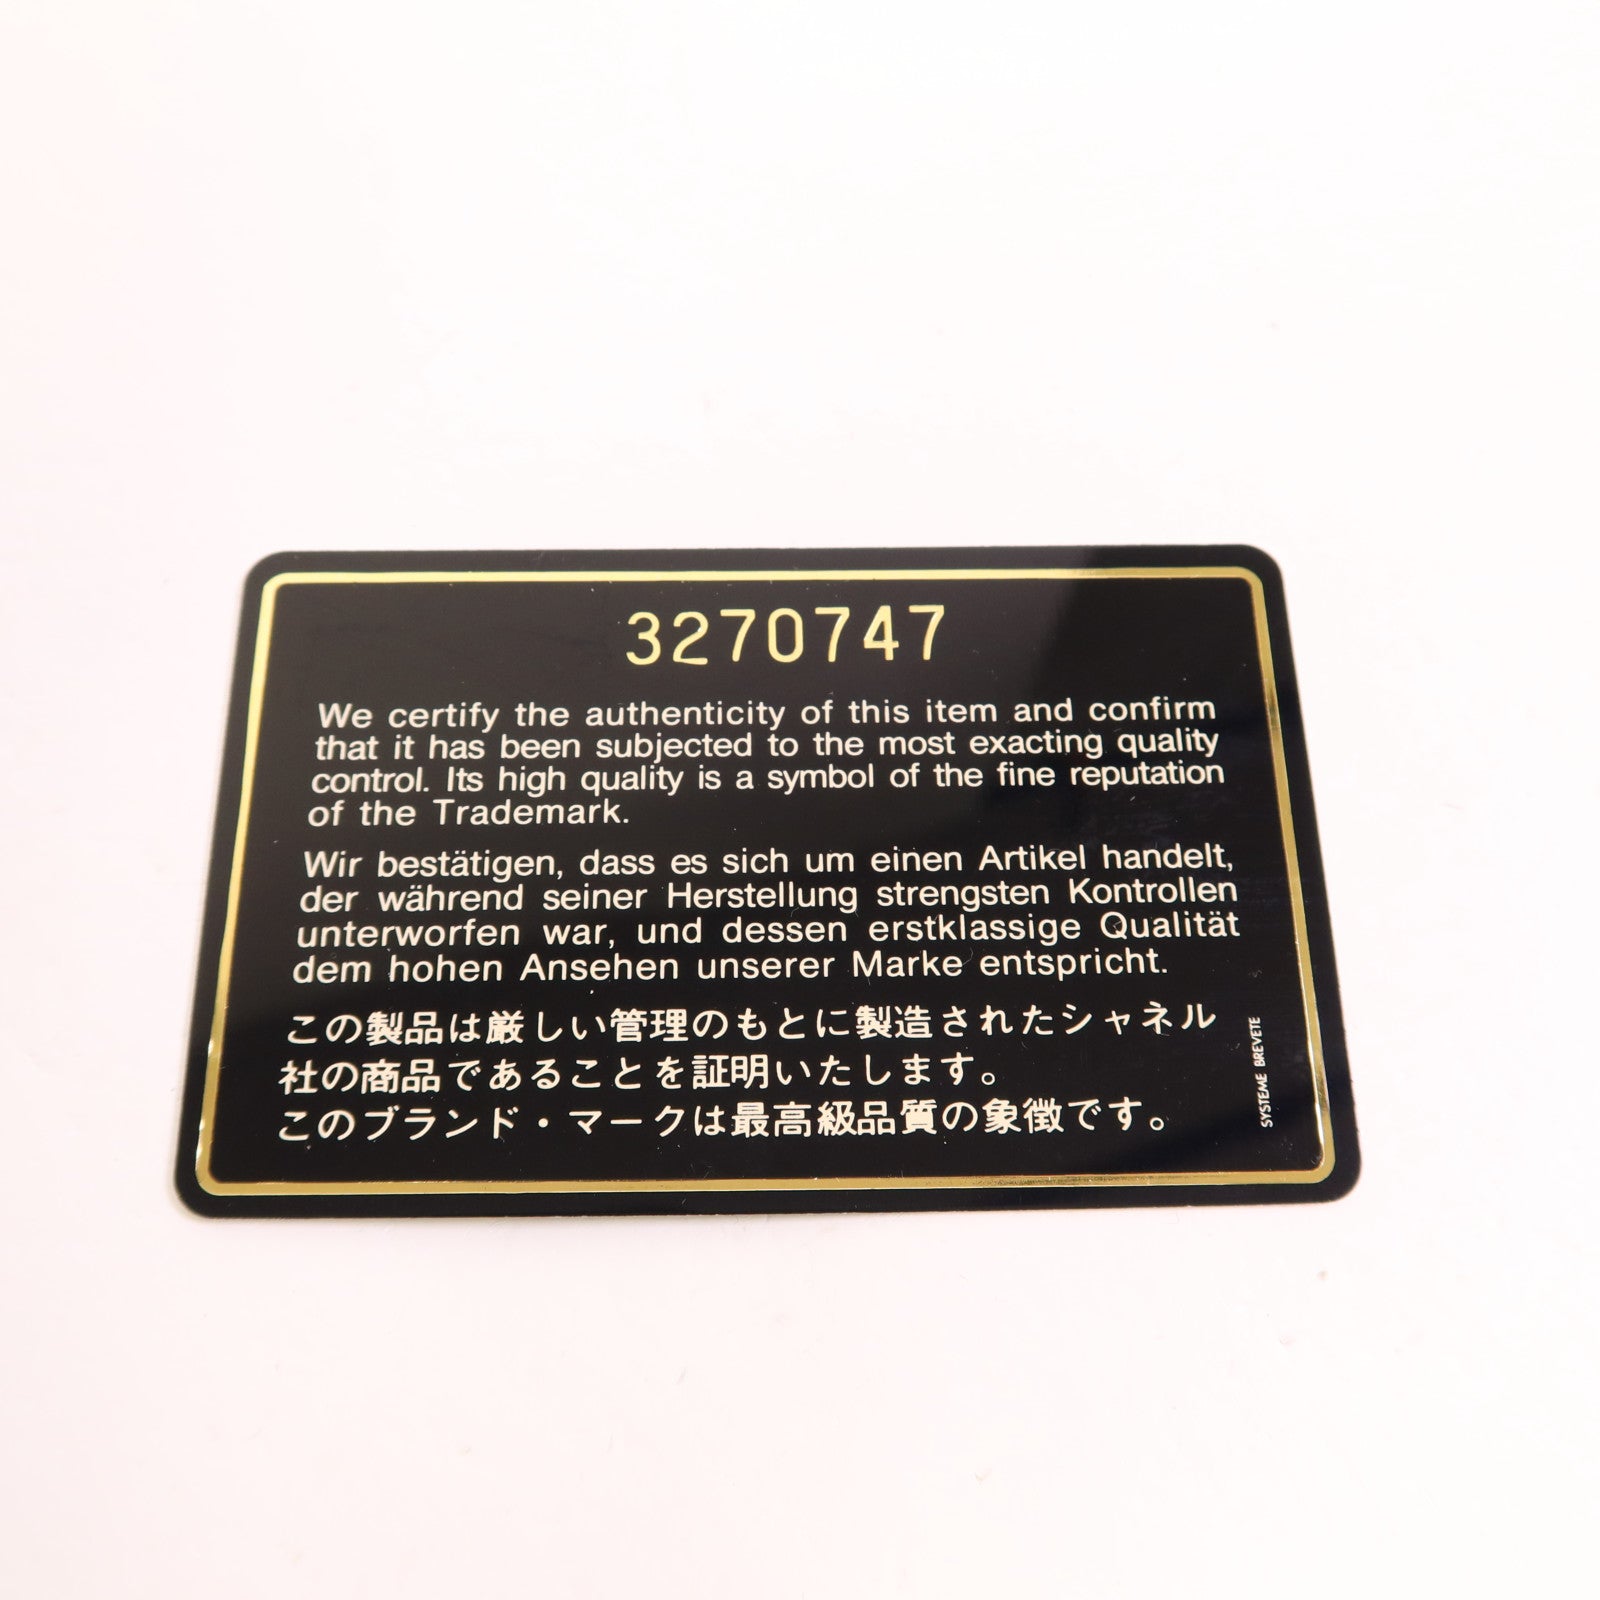 3270747
We certify the authenticity of this item and confirm
that it has been subjected to the most exacting quality
control. Its high quality is a symbol of the fine reputation
of the Trademark.
Wir bestätigen, dass es sich um einen Artikel handelt,
der während seiner Herstellung strengsten Kontrollen
unterworfen war, und dessen erstklassige Qualität
dem hohen Ansehen unserer Marke entspricht.
この製品は厳しい管理のもとに製造されたシャネル
社の商品であることを証明いたします。
このブランド・マークは最高級品質の象徴です。
SYSTEME BREVETE